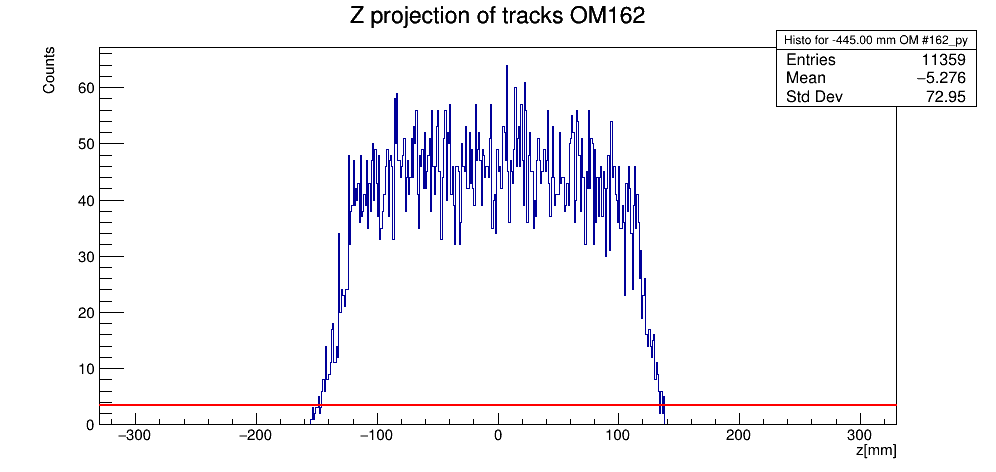 Z projection of tracks OM162
Histo for -445.00 mm OM #162_py
Entries 11359
Mean −5.276
Std Dev 72.95
Counts
60
50
40
30
20
10
0
−300 −200 −100 0 100 200 300
z[mm]